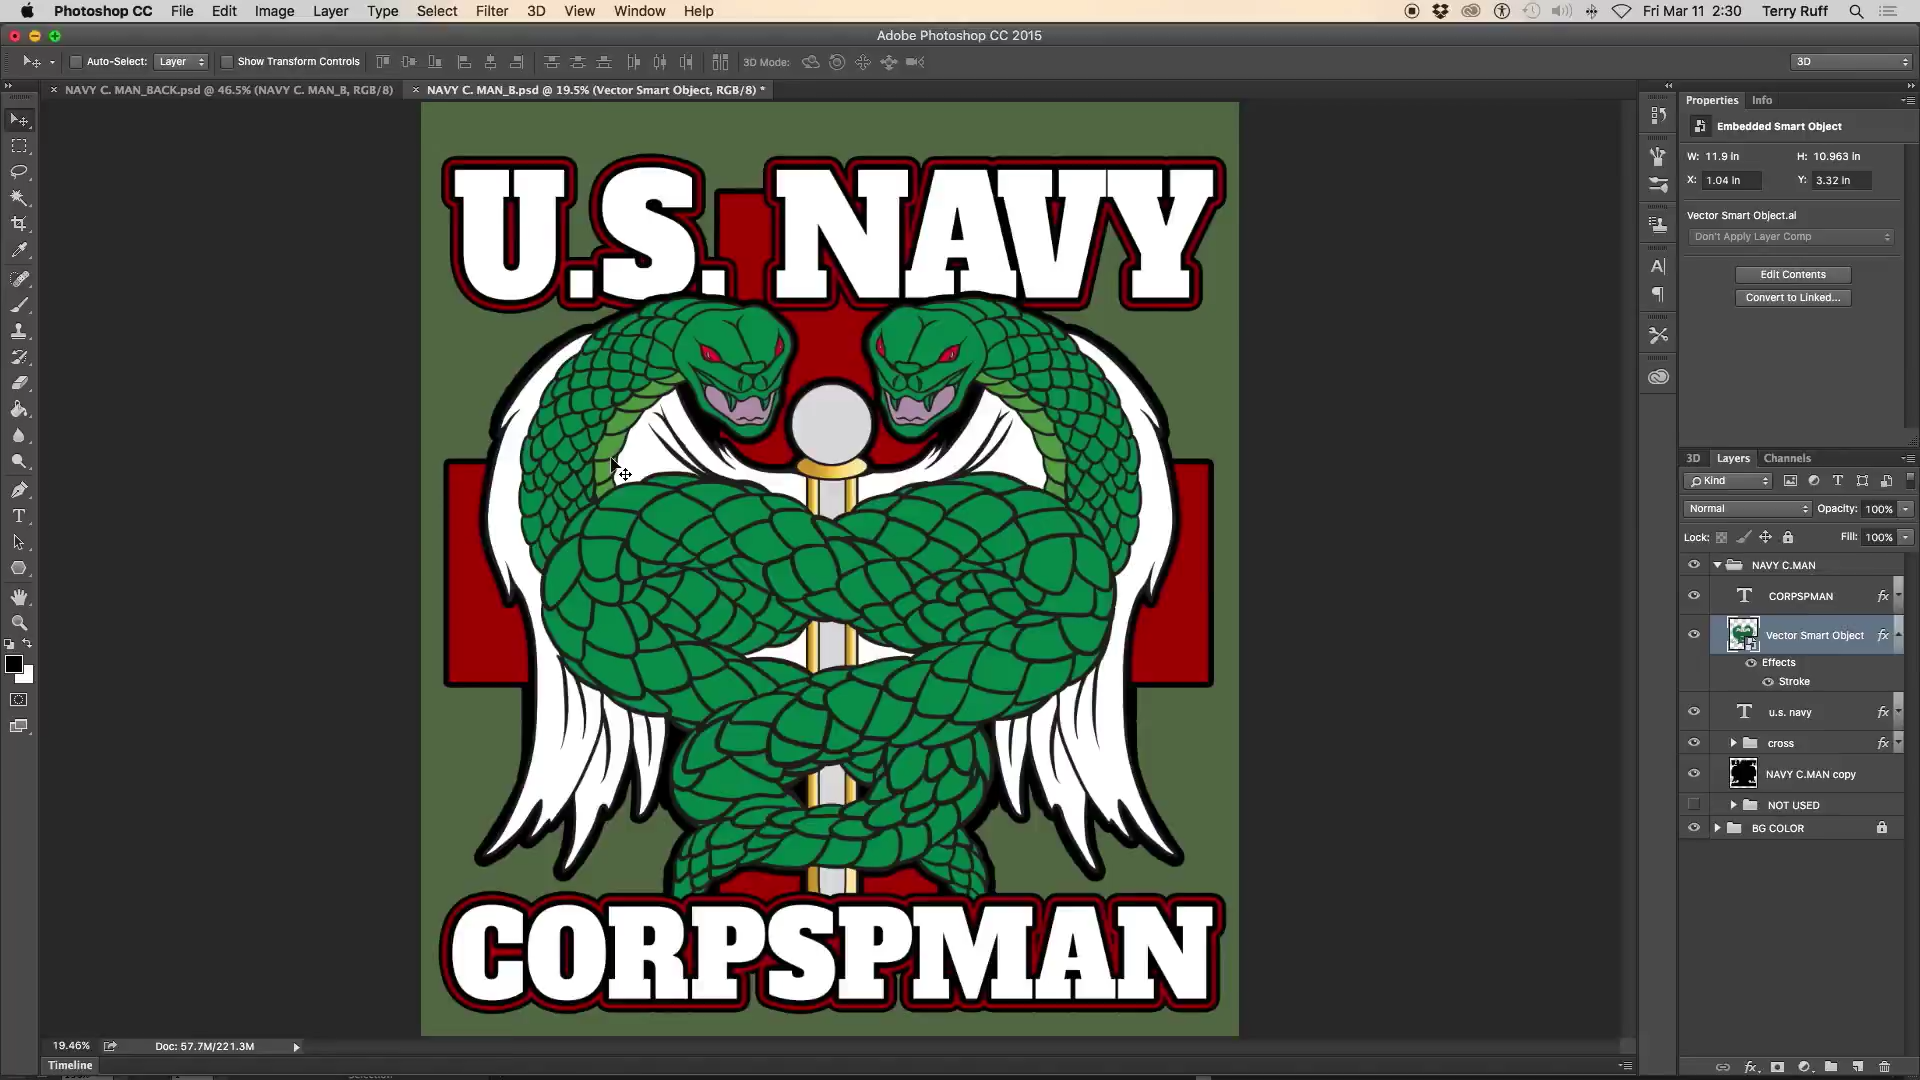 Photoshop CC File Edit Image Layer Type Select Filter 3D View Window Help Fri Mar 11 2:30 Terry Ruff
Adobe Photoshop CC 2015
Auto-Select: Layer Show Transform Controls 3D Mode: 3D
NAVY C. MAN_BACK.psd @ 46.5% (NAVY C. MAN_B, RGB/8) NAVY C. MAN_B.psd @ 19.5% (Vector Smart Object, RGB/8) *
U.S. NAVY
CORPSPMAN
Properties Info
Embedded Smart Object
W: 11.9 in H: 10.963 in
X: 1.04 in Y: 3.32 in
Vector Smart Object.ai
Don't Apply Layer Comp
Edit Contents
Convert to Linked...
3D Layers Channels
Kind
Normal Opacity: 100%
Lock: Fill: 100%
NAVY C.MAN
CORPSPMAN fx
Vector Smart Object fx
Effects
Stroke
u.s. navy fx
cross fx
NAVY C.MAN copy
NOT USED
BG COLOR
19.46% Doc: 57.7M/221.3M
Timeline